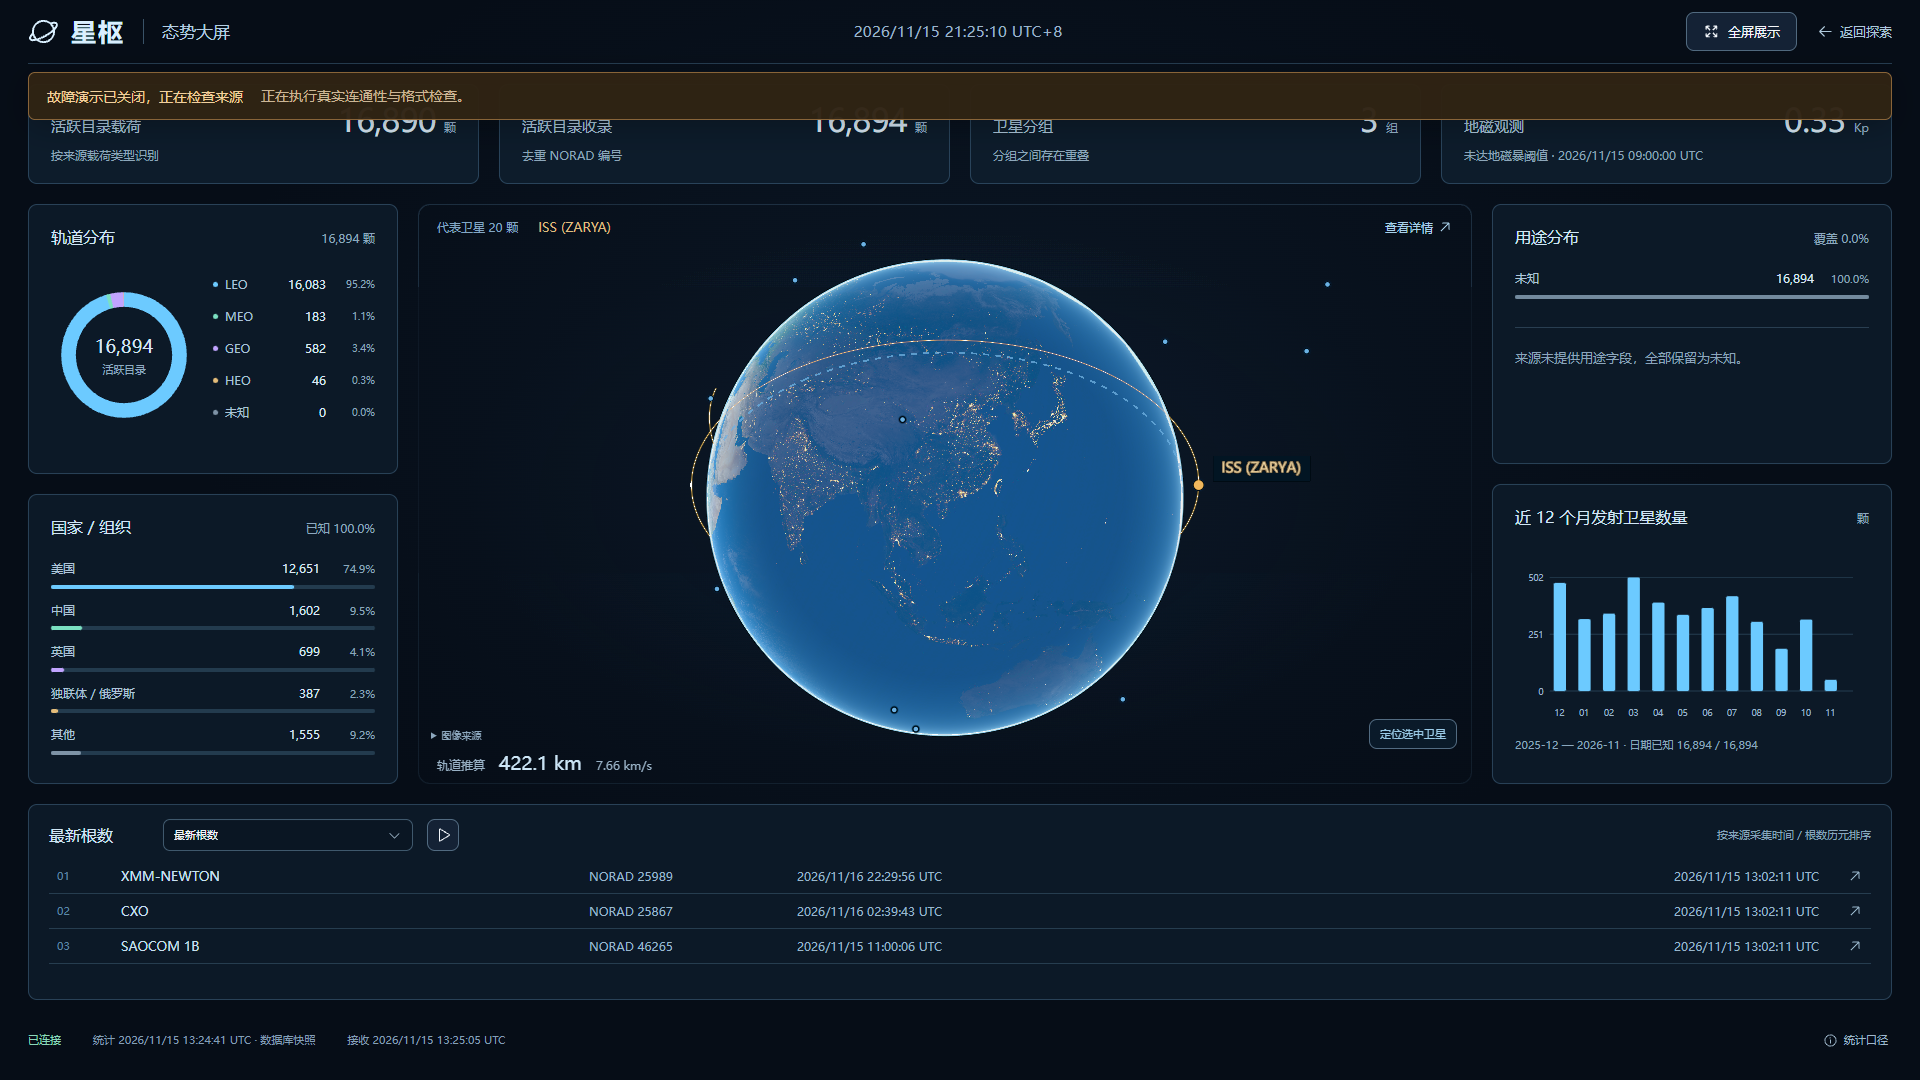 星枢
态势大屏
2026/11/15 21:25:10 UTC+8
全屏展示
返回探索
故障演示已关闭，正在检查来源
正在执行真实连通性与格式检查。
活跃目录载荷
16,890 颗
按来源载荷类型识别
活跃目录收录
16,894 颗
去重 NORAD 编号
卫星分组
3 组
分组之间存在重叠
地磁观测
0.33 Kp
未达地磁暴阈值 · 2026/11/15 09:00:00 UTC
轨道分布
16,894 颗
16,894
活跃目录
LEO 16,083 95.2%
MEO 183 1.1%
GEO 582 3.4%
HEO 46 0.3%
未知 0 0.0%
国家 / 组织
已知 100.0%
美国 12,651 74.9%
中国 1,602 9.5%
英国 699 4.1%
独联体 / 俄罗斯 387 2.3%
其他 1,555 9.2%
代表卫星 20 颗
ISS (ZARYA)
查看详情
ISS (ZARYA)
图像来源
定位选中卫星
轨道推算 422.1 km 7.66 km/s
用途分布
覆盖 0.0%
未知 16,894 100.0%
来源未提供用途字段，全部保留为未知。
近 12 个月发射卫星数量
颗
502
251
0
12 01 02 03 04 05 06 07 08 09 10 11
2025-12 — 2026-11 · 日期已知 16,894 / 16,894
最新根数
最新根数
按来源采集时间 / 根数历元排序
01 XMM-NEWTON NORAD 25989 2026/11/16 22:29:56 UTC 2026/11/15 13:02:11 UTC
02 CXO NORAD 25867 2026/11/16 02:39:43 UTC 2026/11/15 13:02:11 UTC
03 SAOCOM 1B NORAD 46265 2026/11/15 11:00:06 UTC 2026/11/15 13:02:11 UTC
已连接
统计 2026/11/15 13:24:41 UTC · 数据库快照
接收 2026/11/15 13:25:05 UTC
统计口径